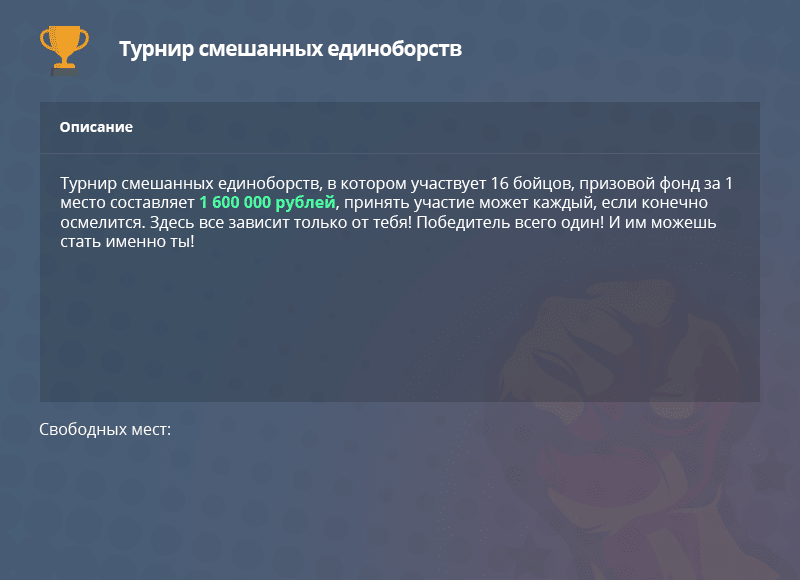 Турнир смешанных единоборств
Описание
Турнир смешанных единоборств, в котором участвует 16 бойцов, призовой фонд за 1
место составляет 1 600 000 рублей, принять участие может каждый, если конечно
осмелится. Здесь все зависит только от тебя! Победитель всего один! И им можешь
стать именно ты!
Свободных мест: